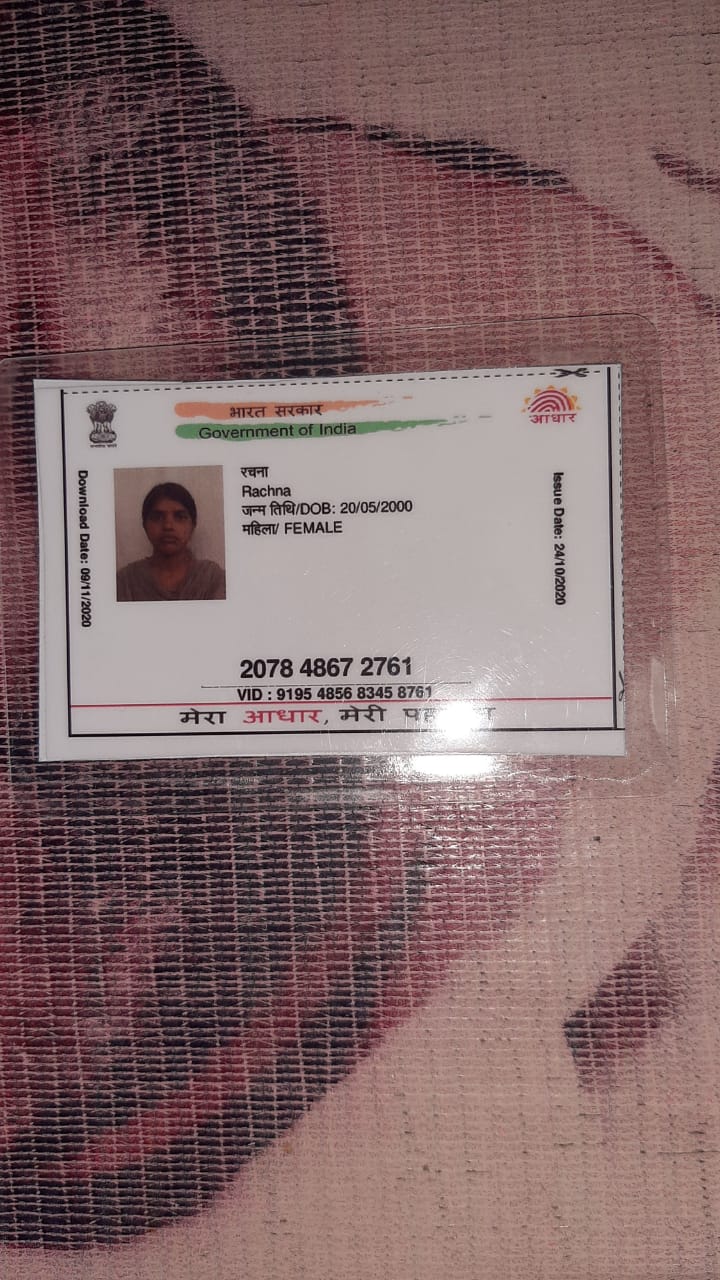 भारत सरकार
Government of India
आधार
Download Date: 09/11/2020
रचना
Rachna
जन्म तिथि/DOB: 20/05/2000
महिला/ FEMALE
Issue Date: 24/10/2020
2078 4867 2761
VID : 9195 4856 8345 8761
मेरा आधार, मेरी